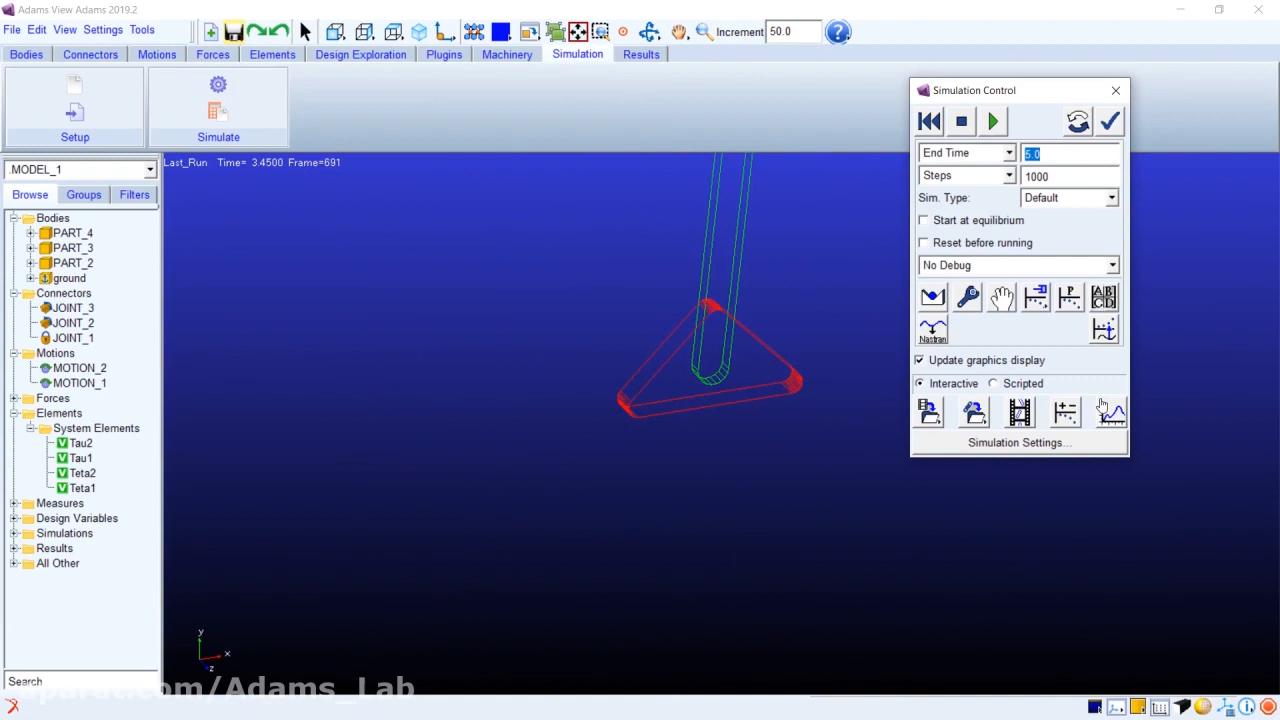 Adams View Adams 2019.2
File Edit View Settings Tools
Increment 50.0
Bodies Connectors Motions Forces Elements Design Exploration Plugins Machinery Simulation Results
Setup Simulate
.MODEL_1
Browse Groups Filters
Bodies
PART_4
PART_3
PART_2
ground
Connectors
JOINT_3
JOINT_2
JOINT_1
Motions
MOTION_2
MOTION_1
Forces
Elements
System Elements
Tau2
Tau1
Teta2
Teta1
Measures
Design Variables
Simulations
Results
All Other
Search
Last_Run Time= 3.4500 Frame=691
y
x
z
Simulation Control
End Time 5.0
Steps 1000
Sim. Type: Default
Start at equilibrium
Reset before running
No Debug
P
AB
CD
Nastran
Update graphics display
Interactive Scripted
Simulation Settings...
aparat.com/Adams_Lab